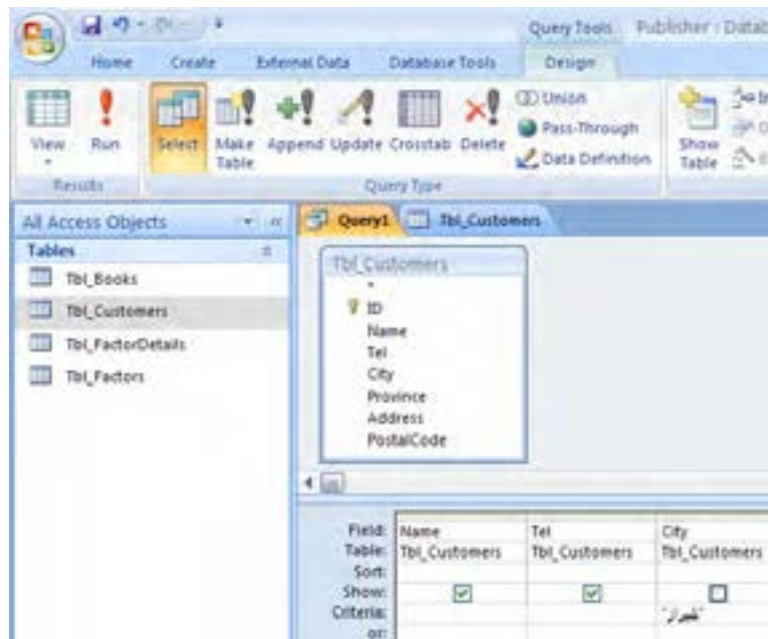 Query Tools Publisher : Datab
Home Create External Data Database Tools Design
View Run Select Make Table Append Update Crosstab Delete
Union
Pass-Through
Data Definition
Show Table
Results Query Type
All Access Objects
Query1 Tbl_Customers
Tables
Tbl_Books
Tbl_Customers
Tbl_FactorDetails
Tbl_Factors
Tbl_Customers
*
ID
Name
Tel
City
Province
Address
PostalCode
Field: Name Tel City
Table: Tbl_Customers Tbl_Customers Tbl_Customers
Sort:
Show:
Criteria: "شیراز"
or: